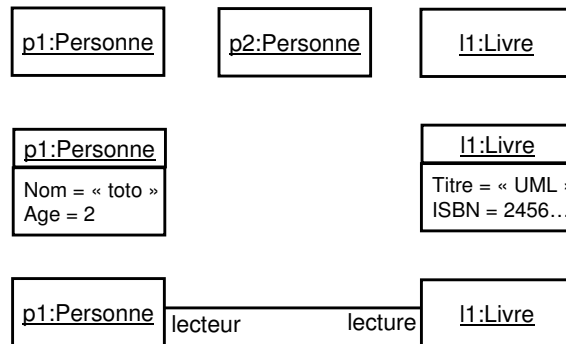 p1:Personne
p2:Personne
l1:Livre
p1:Personne
Nom = « toto »
Age = 2
l1:Livre
Titre = « UML »
ISBN = 2456…
p1:Personne
lecteur
lecture
l1:Livre